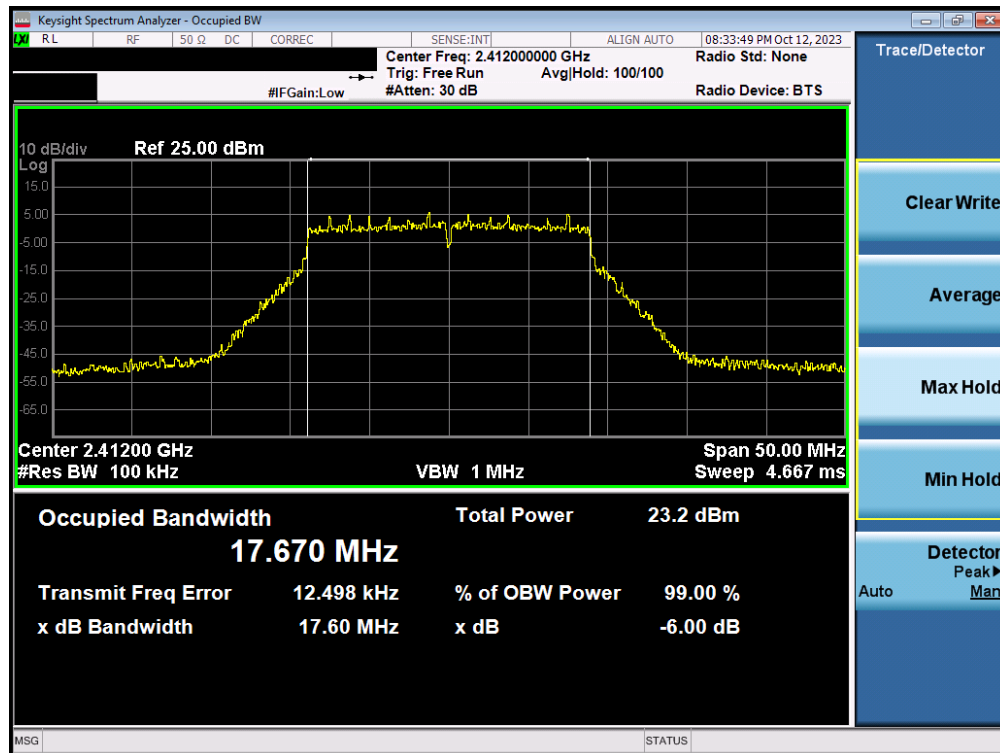 Keysight Spectrum Analyzer - Occupied BW
LXI RL RF 50 Ω DC CORREC SENSE:INT ALIGN AUTO 08:33:49 PM Oct 12, 2023
Center Freq: 2.412000000 GHz Radio Std: None
Trig: Free Run Avg|Hold: 100/100
#IFGain:Low #Atten: 30 dB Radio Device: BTS
10 dB/div Ref 25.00 dBm
Log
15.0
5.00
-5.00
-15.0
-25.0
-35.0
-45.0
-55.0
-65.0
Center 2.41200 GHz Span 50.00 MHz
#Res BW 100 kHz VBW 1 MHz Sweep 4.667 ms
Occupied Bandwidth Total Power 23.2 dBm
17.670 MHz
Transmit Freq Error 12.498 kHz % of OBW Power 99.00 %
x dB Bandwidth 17.60 MHz x dB -6.00 dB
MSG STATUS
Trace/Detector
Clear Write
Average
Max Hold
Min Hold
Detector
Peak▶
Auto Man